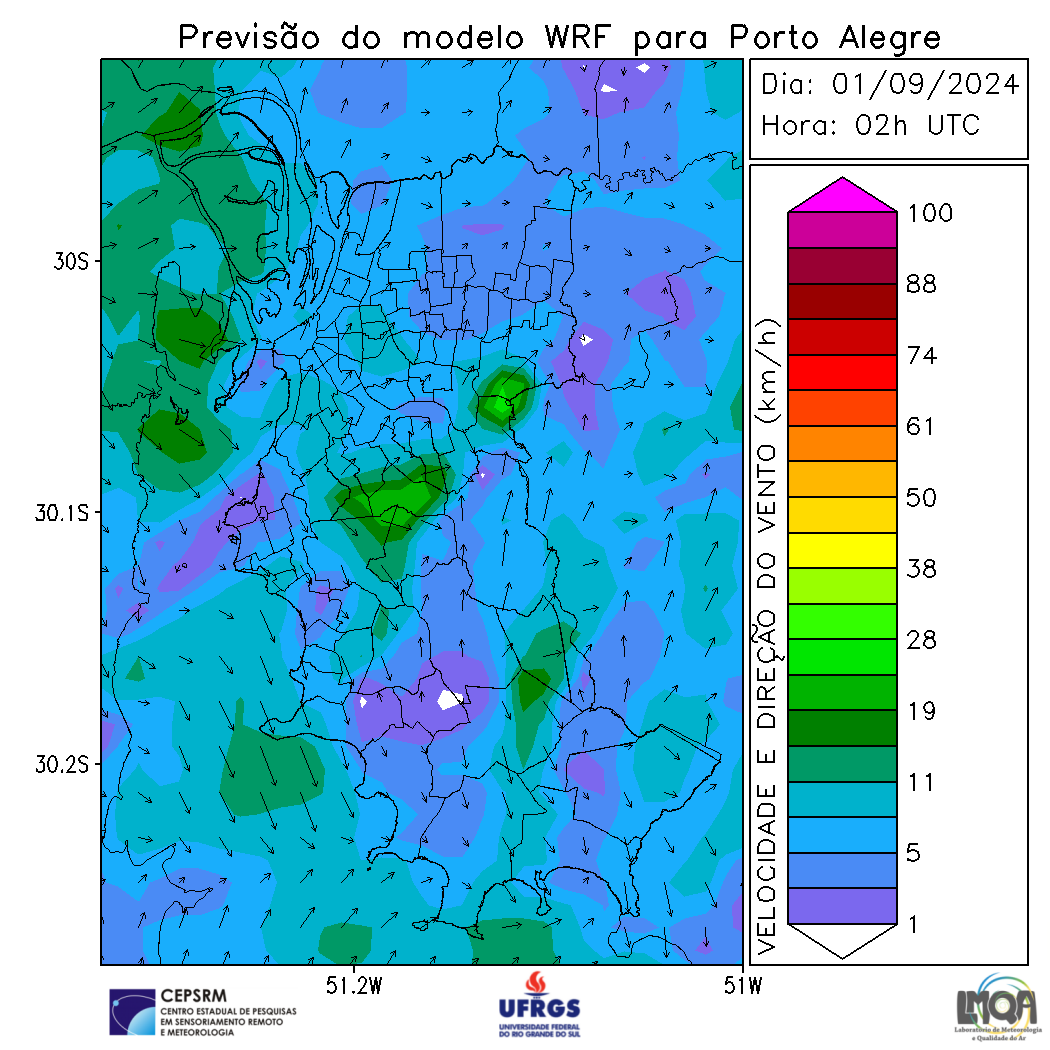 Previsão do modelo WRF para Porto Alegre
Dia: 01/09/2024
Hora: 02h UTC
30S
30.1S
30.2S
51.2W
51W
VELOCIDADE E DIREÇÃO DO VENTO (km/h)
100
88
74
61
50
38
28
19
11
5
1
CEPSRM
CENTRO ESTADUAL DE PESQUISAS
EM SENSORIAMENTO REMOTO
E METEOROLOGIA
UFRGS
UNIVERSIDADE FEDERAL
DO RIO GRANDE DO SUL
LMQA
Laboratório de Meteorologia
e Qualidade do Ar